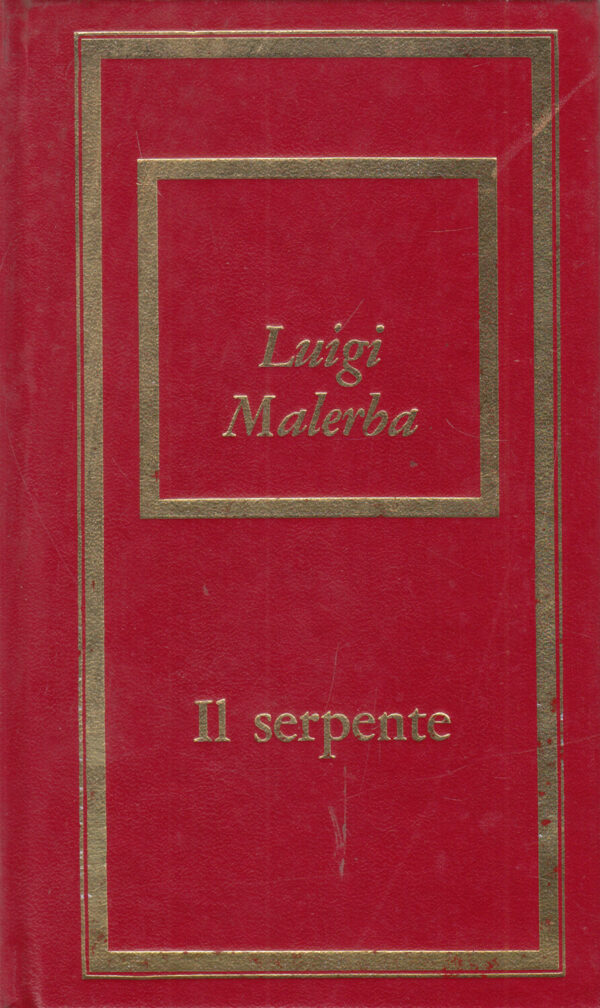 Luigi
Malerba
Il serpente